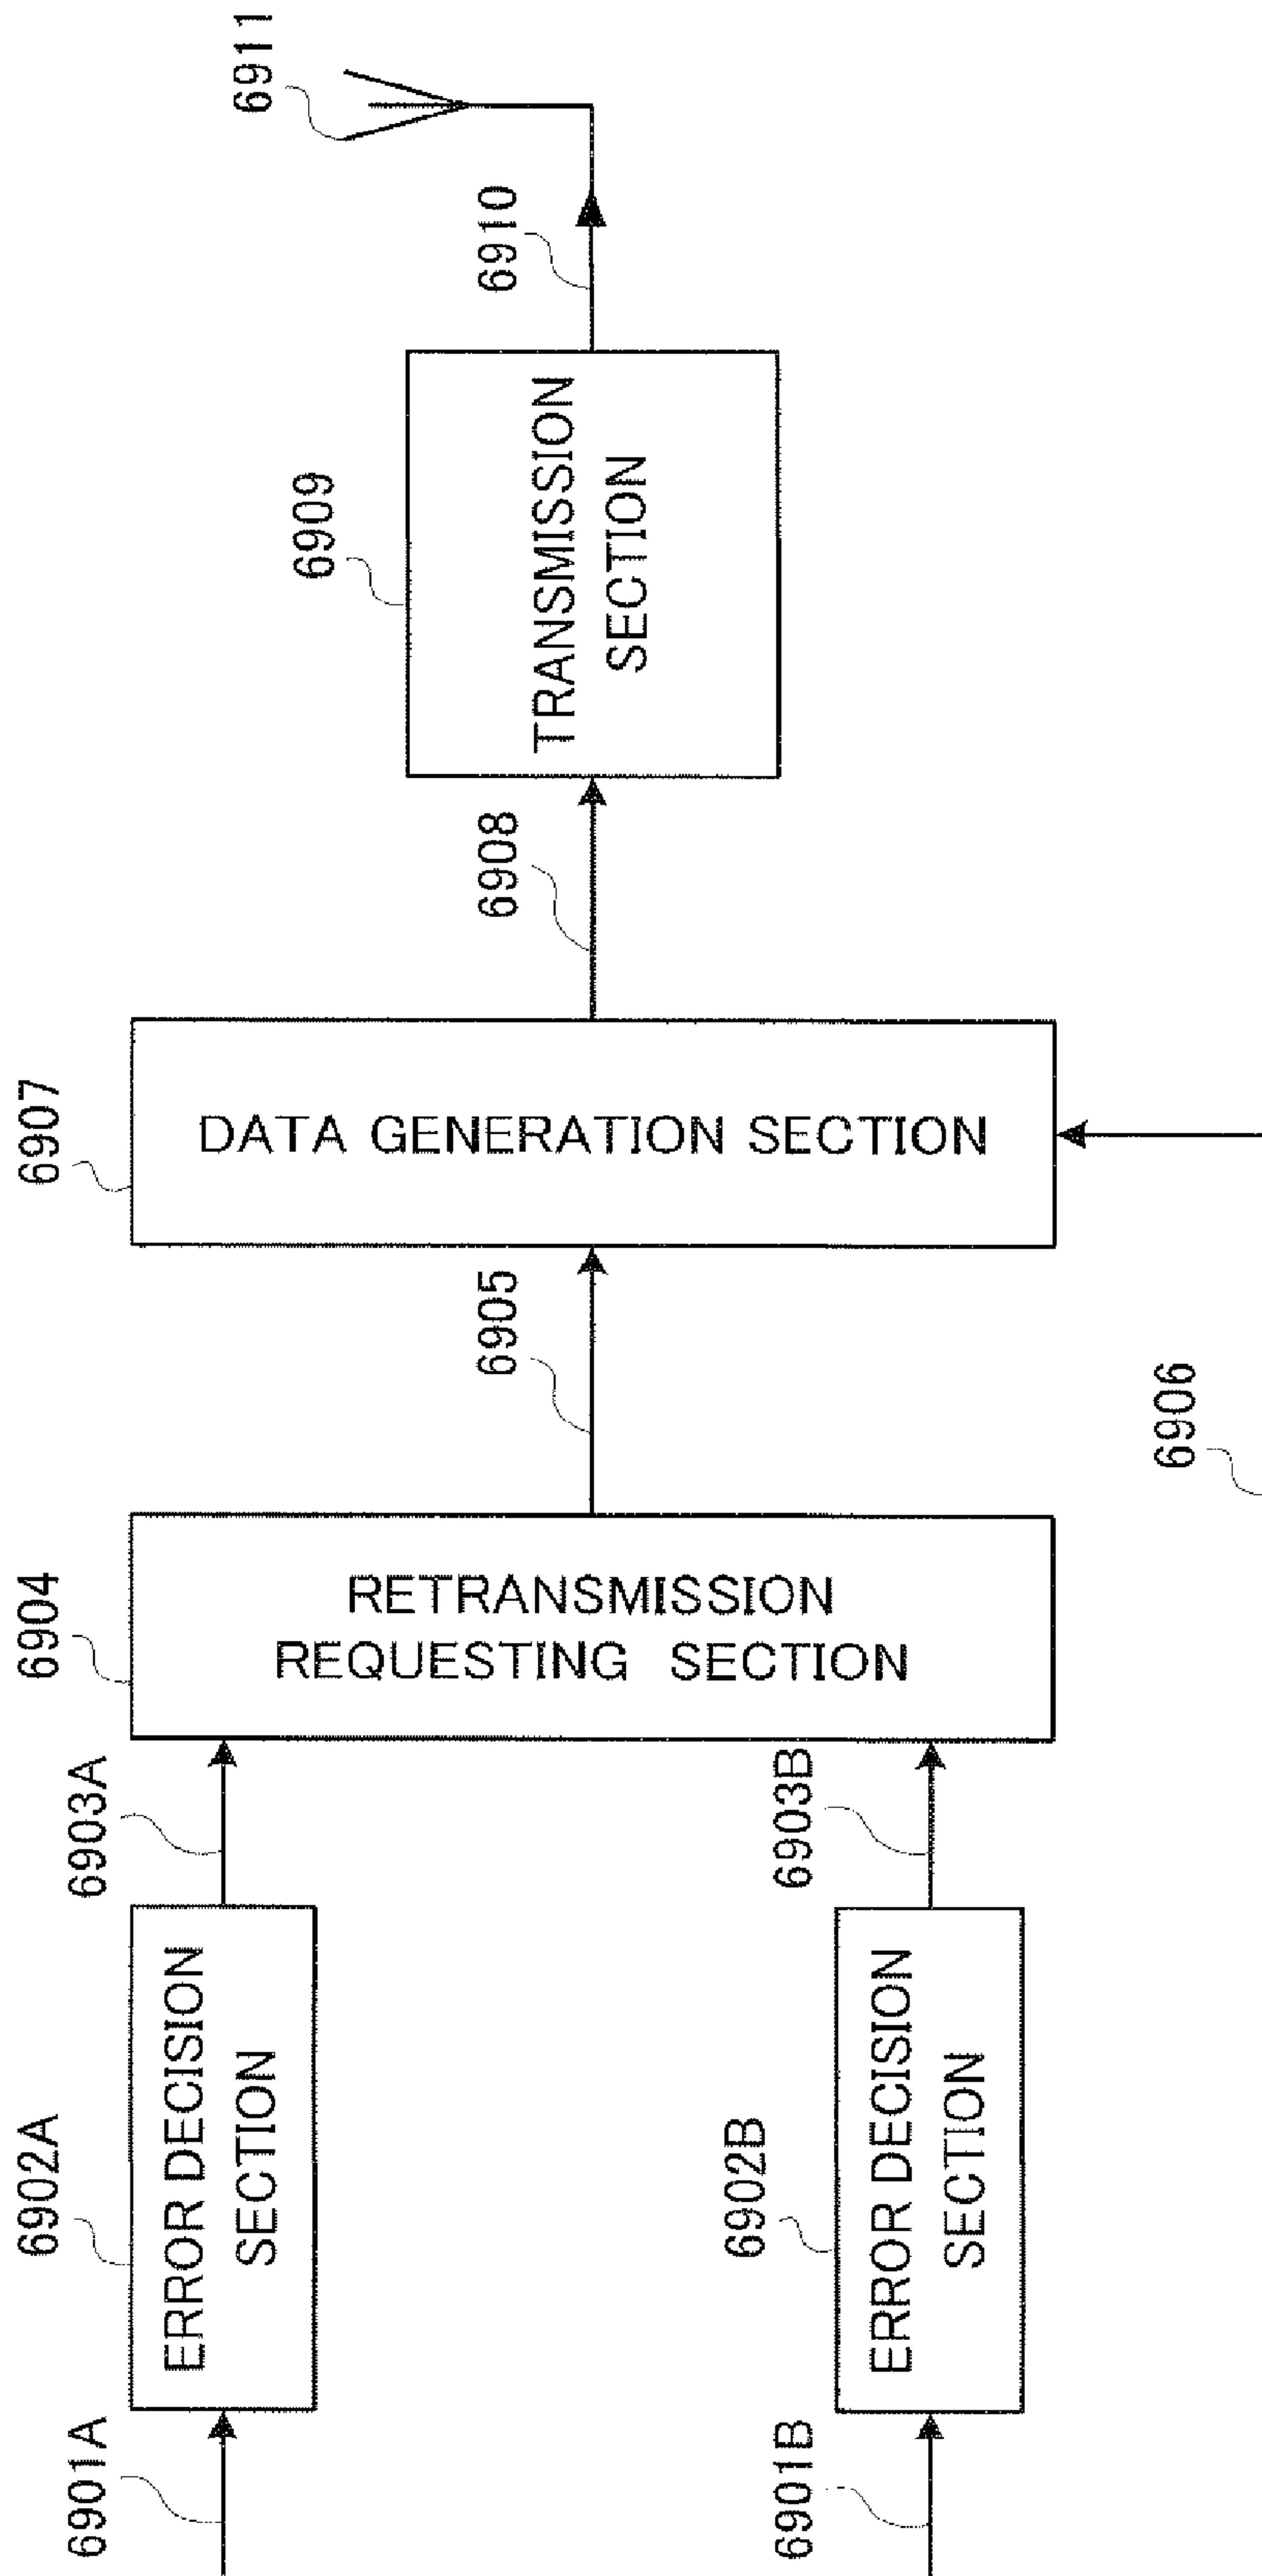 6901A
6902A
ERROR DECISION
SECTION
6903A
6901B
6902B
ERROR DECISION
SECTION
6903B
6904
RETRANSMISSION
REQUESTING SECTION
6905
6906
6907
DATA GENERATION SECTION
6908
6909
TRANSMISSION
SECTION
6910
6911